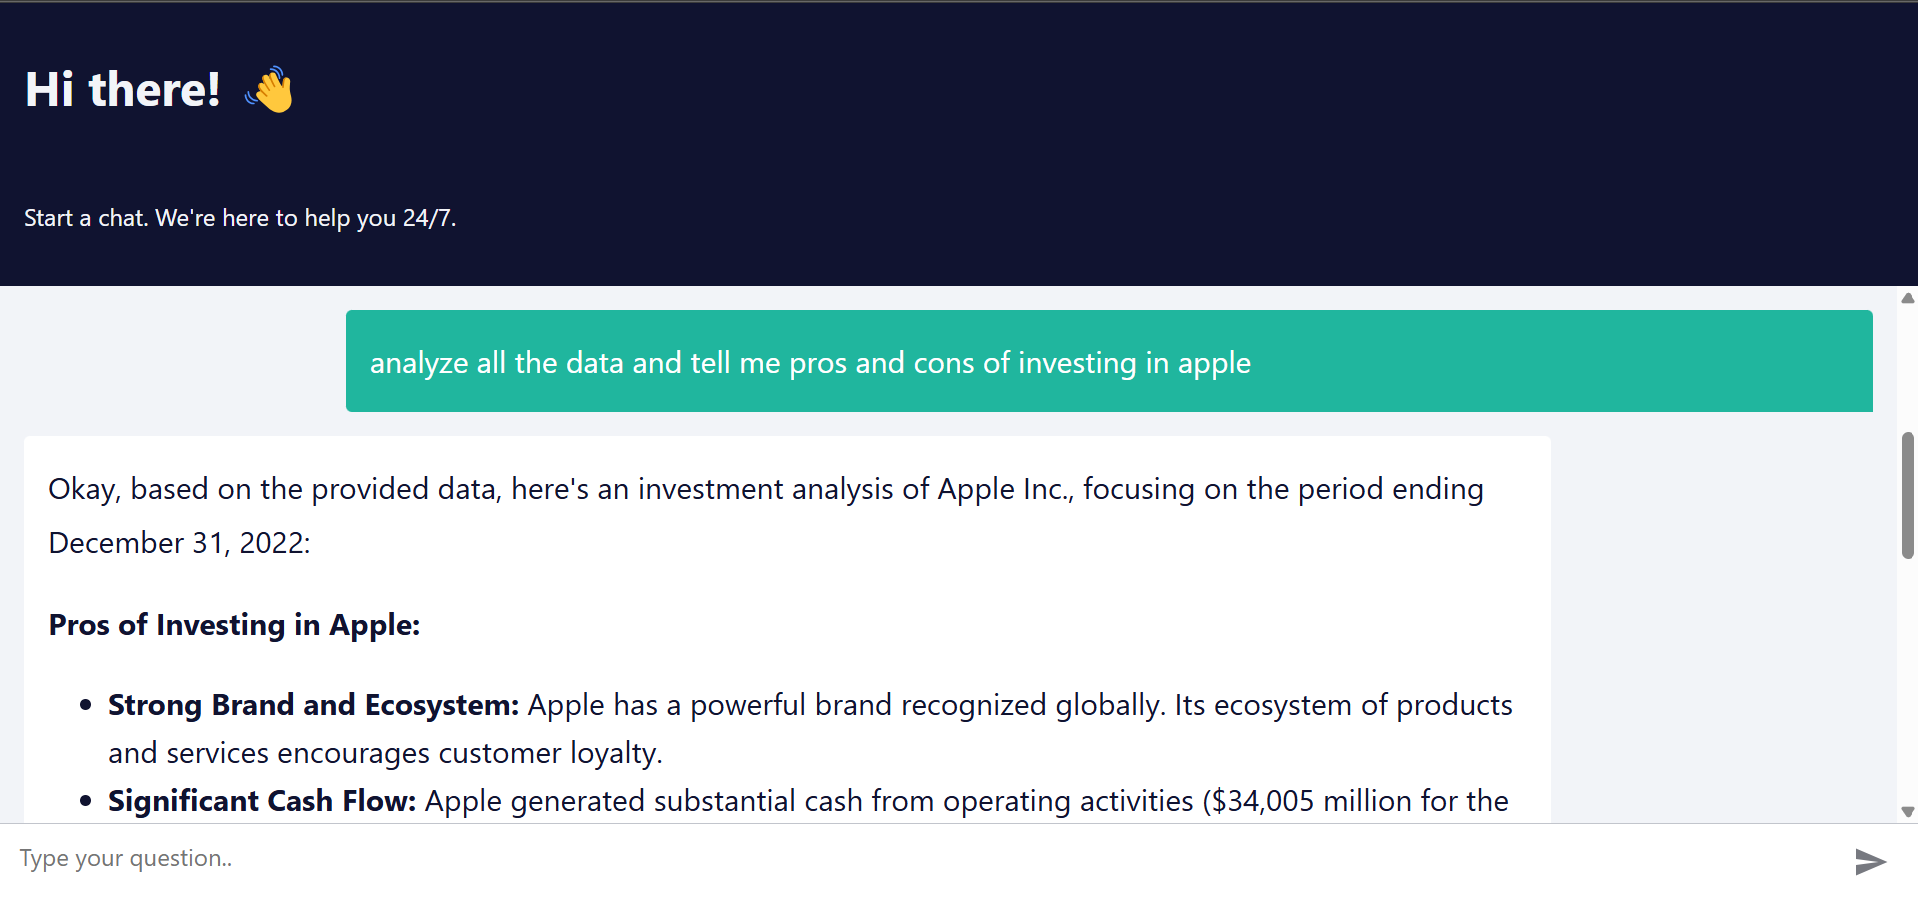 Hi there! 👋
Start a chat. We're here to help you 24/7.
analyze all the data and tell me pros and cons of investing in apple
Okay, based on the provided data, here's an investment analysis of Apple Inc., focusing on the period ending
December 31, 2022:
Pros of Investing in Apple:
• Strong Brand and Ecosystem: Apple has a powerful brand recognized globally. Its ecosystem of products
and services encourages customer loyalty.
• Significant Cash Flow: Apple generated substantial cash from operating activities ($34,005 million for the
Type your question..